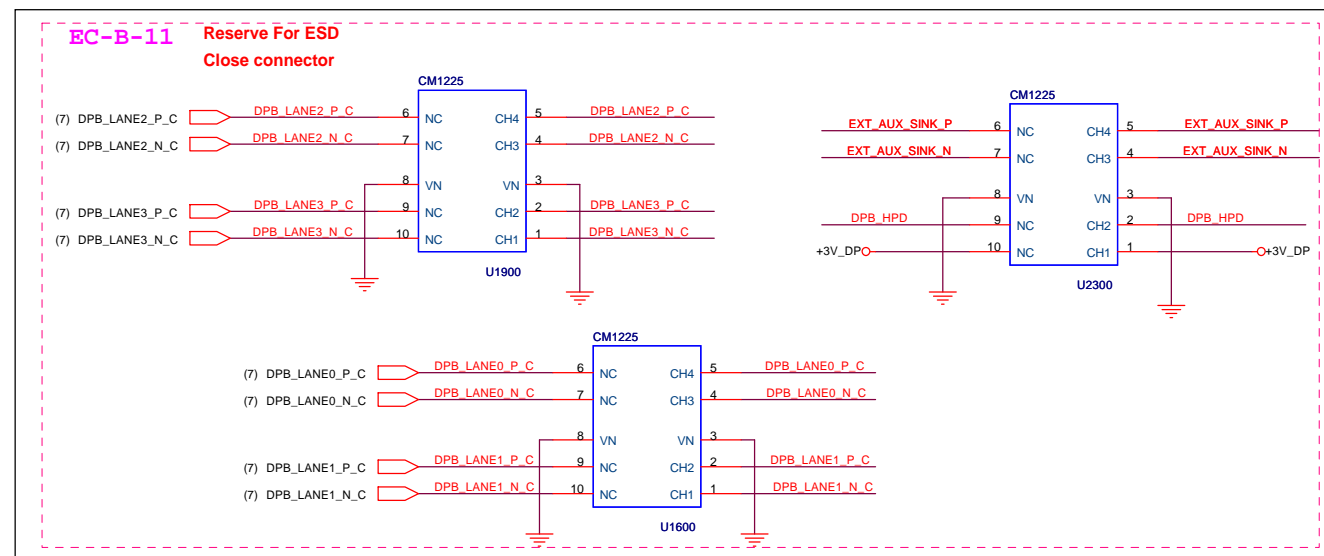 EC-B-11 Reserve For ESD
Close connector
CM1225
(7) DPB_LANE2_P_C DPB_LANE2_P_C 6 NC CH4 5 DPB_LANE2_P_C
(7) DPB_LANE2_N_C DPB_LANE2_N_C 7 NC CH3 4 DPB_LANE2_N_C
8 VN VN 3
(7) DPB_LANE3_P_C DPB_LANE3_P_C 9 NC CH2 2 DPB_LANE3_P_C
(7) DPB_LANE3_N_C DPB_LANE3_N_C 10 NC CH1 1 DPB_LANE3_N_C
U1900
CM1225
EXT_AUX_SINK_P 6 NC CH4 5 EXT_AUX_SINK_P
EXT_AUX_SINK_N 7 NC CH3 4 EXT_AUX_SINK_N
8 VN VN 3
DPB_HPD 9 NC CH2 2 DPB_HPD
+3V_DP 10 NC CH1 1 +3V_DP
U2300
CM1225
(7) DPB_LANE0_P_C DPB_LANE0_P_C 6 NC CH4 5 DPB_LANE0_P_C
(7) DPB_LANE0_N_C DPB_LANE0_N_C 7 NC CH3 4 DPB_LANE0_N_C
8 VN VN 3
(7) DPB_LANE1_P_C DPB_LANE1_P_C 9 NC CH2 2 DPB_LANE1_P_C
(7) DPB_LANE1_N_C DPB_LANE1_N_C 10 NC CH1 1 DPB_LANE1_N_C
U1600